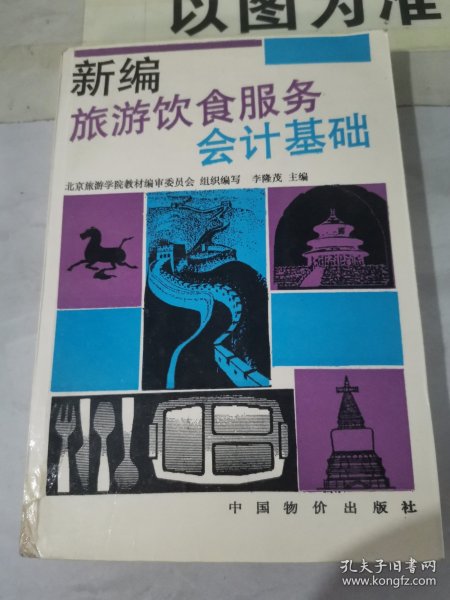 以图为准
新编
旅游饮食服务
会计基础
北京旅游学院教材编审委员会 组织编写 李隆茂 主编
中国物价出版社
孔夫子旧书网
www.kongfz.com